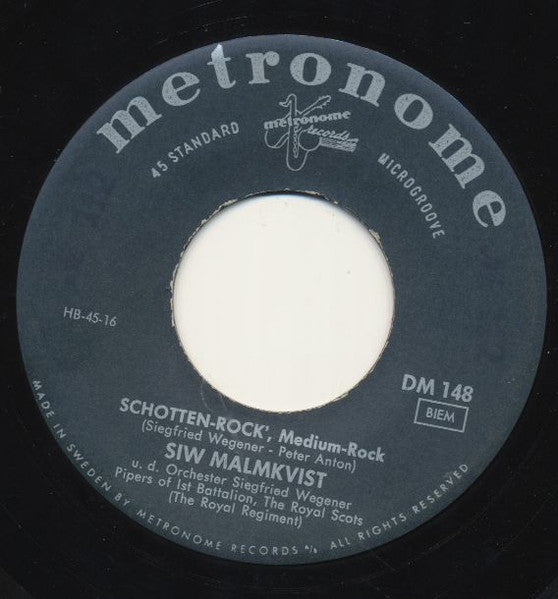 metronome
45 STANDARD
metronome
records
MICROGROOVE
HB-45-16
DM 148
BIEM
SCHOTTEN-ROCK', Medium-Rock
(Siegfried Wegener - Peter Anton)
SIW MALMKVIST
u. d. Orchester Siegfried Wegener
Pipers of 1st Battalion, The Royal Scots
(The Royal Regiment)
MADE IN SWEDEN BY METRONOME RECORDS A/B ALL RIGHTS RESERVED